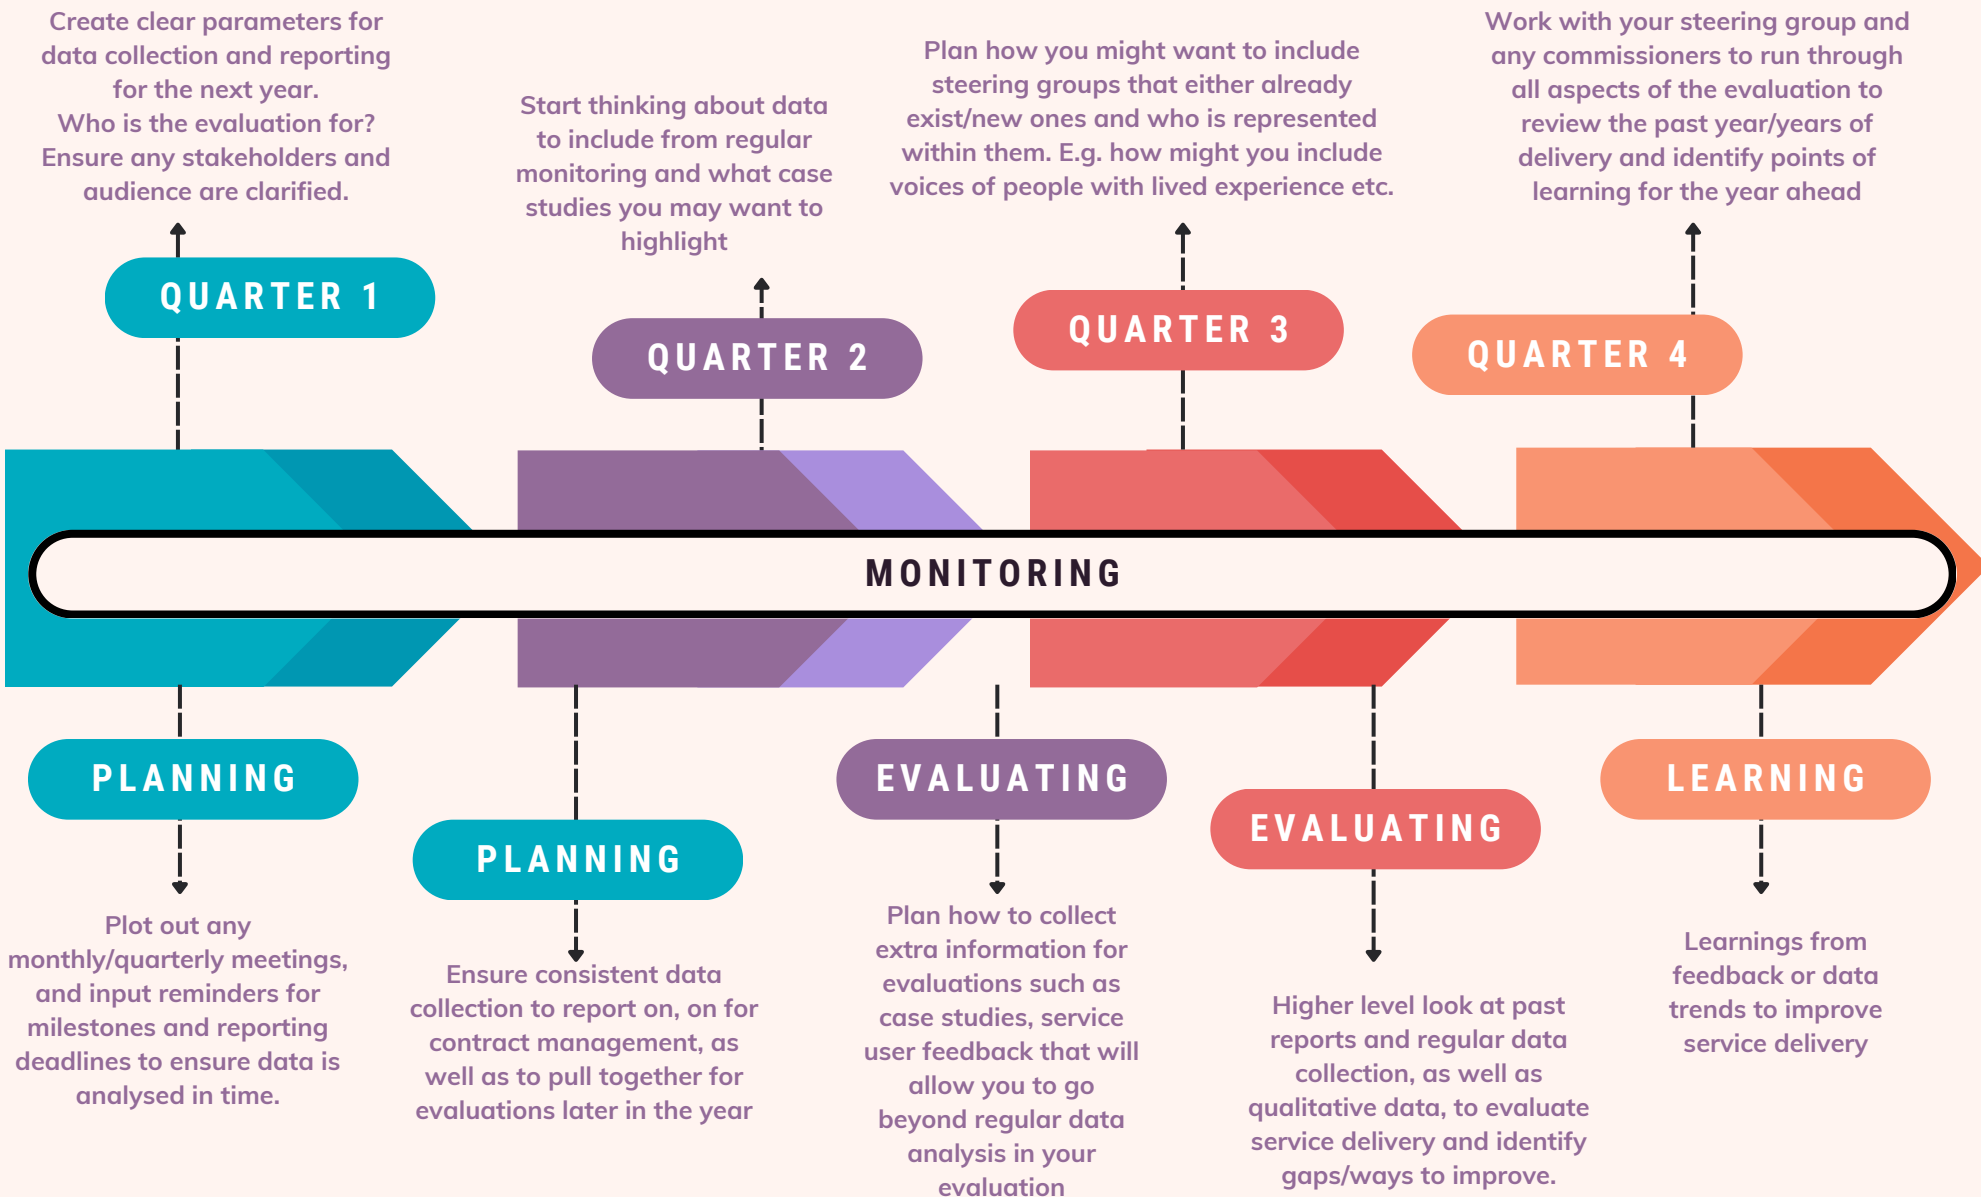 Create clear parameters for
data collection and reporting
for the next year.
Who is the evaluation for?
Ensure any stakeholders and
audience are clarified.
Start thinking about data
to include from regular
monitoring and what case
studies you may want to
highlight
Plan how you might want to include
steering groups that either already
exist/new ones and who is represented
within them. E.g. how might you include
voices of people with lived experience etc.
Work with your steering group and
any commissioners to run through
all aspects of the evaluation to
review the past year/years of
delivery and identify points of
learning for the year ahead
QUARTER 1
QUARTER 2
QUARTER 3
QUARTER 4
MONITORING
PLANNING
Plot out any
monthly/quarterly meetings,
and input reminders for
milestones and reporting
deadlines to ensure data is
analysed in time.
PLANNING
Ensure consistent data
collection to report on, on for
contract management, as
well as to pull together for
evaluations later in the year
EVALUATING
Plan how to collect
extra information for
evaluations such as
case studies, service
user feedback that will
allow you to go
beyond regular data
analysis in your
evaluation
EVALUATING
Higher level look at past
reports and regular data
collection, as well as
qualitative data, to evaluate
service delivery and identify
gaps/ways to improve.
LEARNING
Learnings from
feedback or data
trends to improve
service delivery